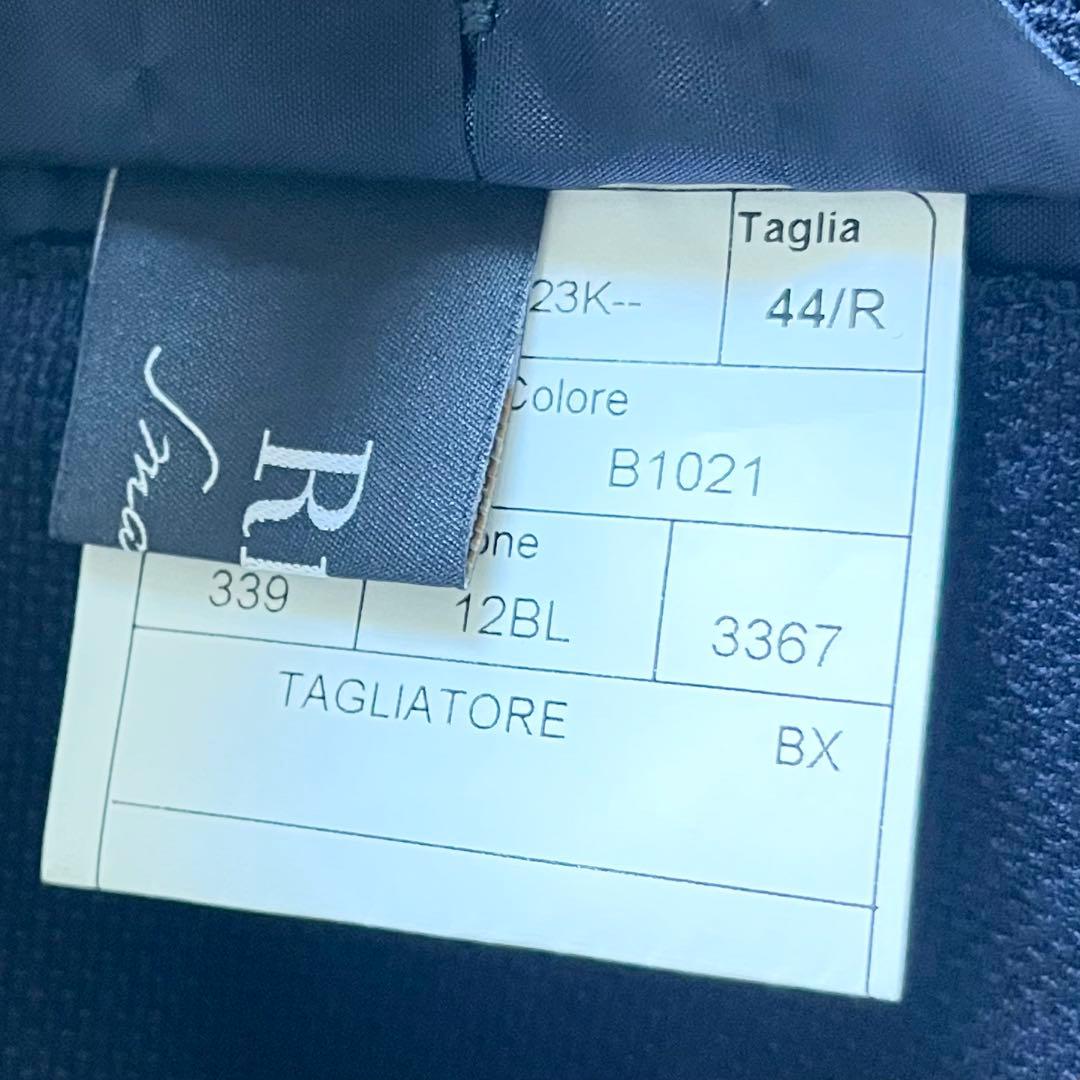 Taglia
23K-- 44/R
Colore
B1021
one
339 12BL 3367
TAGLIATORE BX